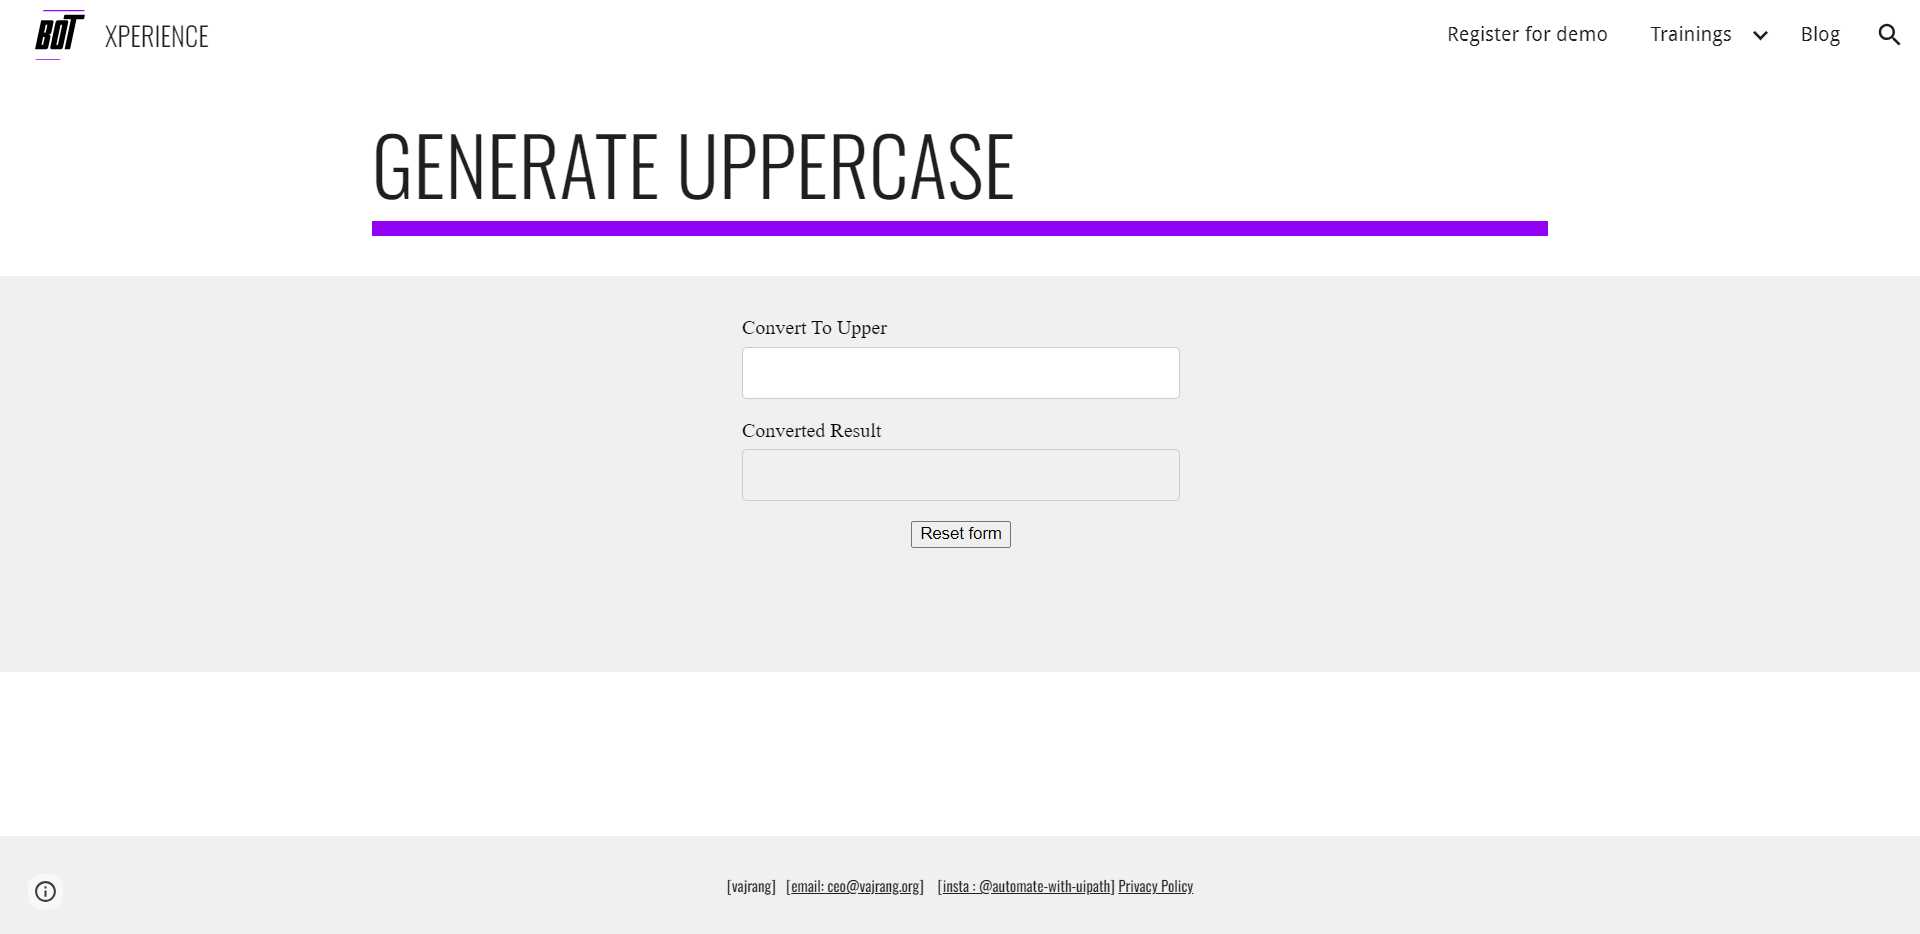 BOT XPERIENCE Register for demo Trainings Blog
GENERATE UPPERCASE
Convert To Upper
Converted Result
Reset form
[vajrang] [email: ceo@vajrang.org] [insta : @automate-with-uipath] Privacy Policy